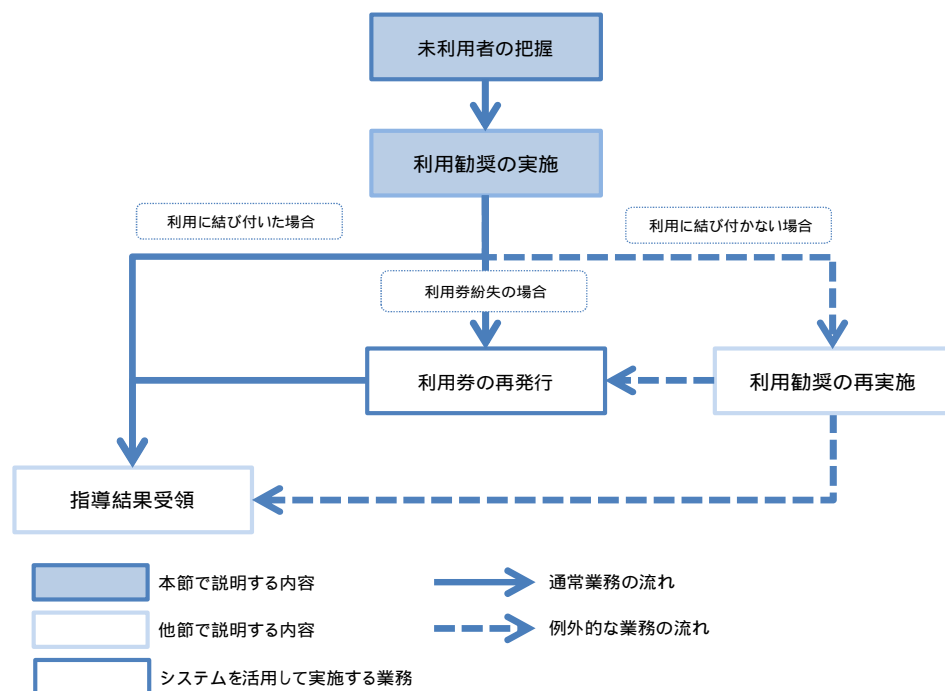 未利用者の把握
利用勧奨の実施
利用に結び付いた場合
利用に結び付かない場合
利用券紛失の場合
利用券の再発行
利用勧奨の再実施
指導結果受領
本節で説明する内容
通常業務の流れ
他節で説明する内容
例外的な業務の流れ
システムを活用して実施する業務